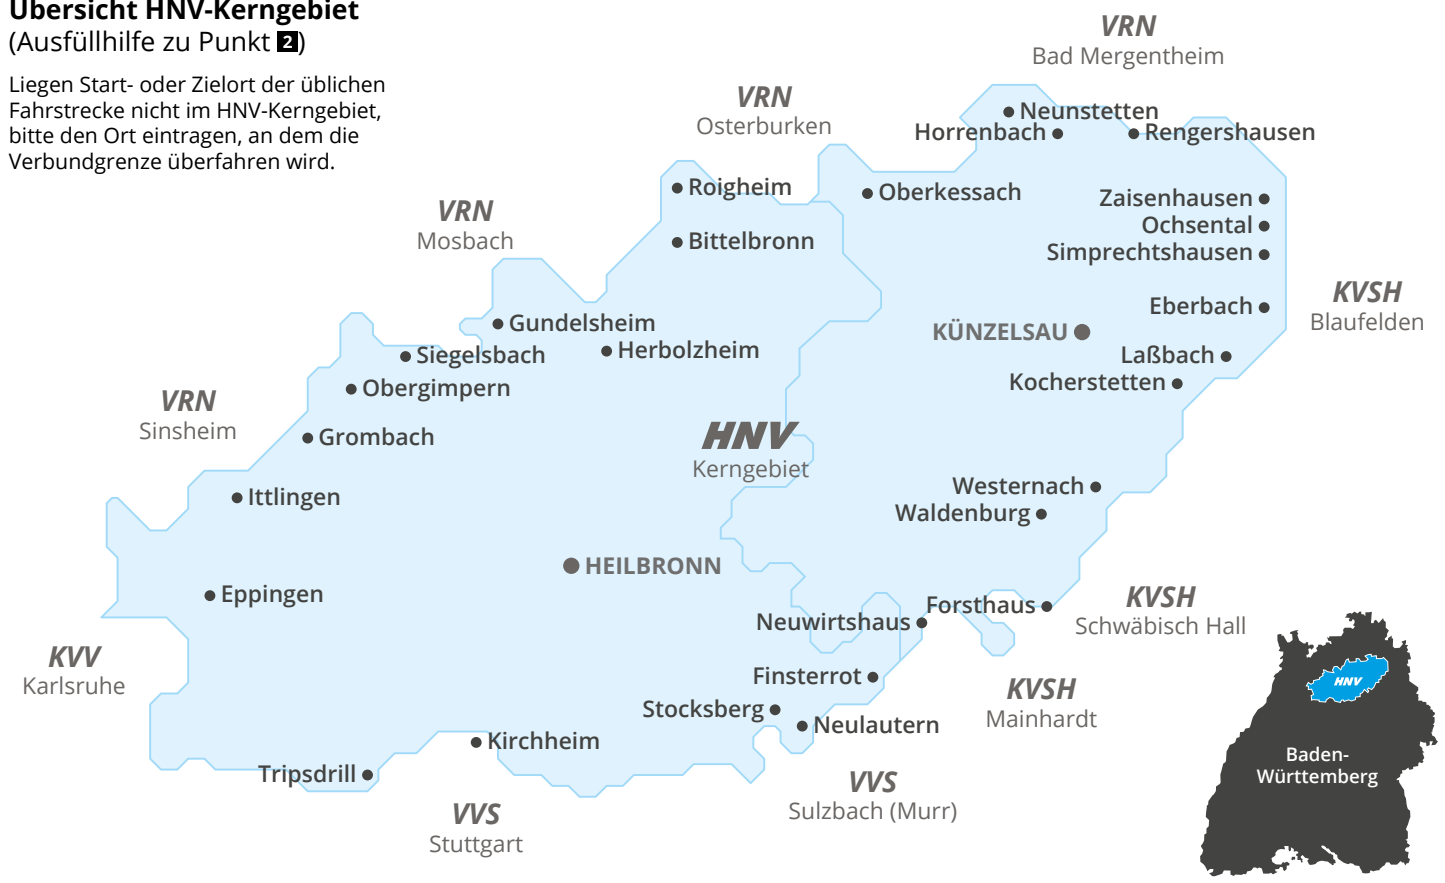 Übersicht HNV-Kerngebiet
(Ausfüllhilfe zu Punkt 2)
Liegen Start- oder Zielort der üblichen
Fahrstrecke nicht im HNV-Kerngebiet,
bitte den Ort eintragen, an dem die
Verbundgrenze überfahren wird.
VRN
Bad Mergentheim
VRN
Osterburken
Neunstetten
Horrenbach
Rengershausen
Roigheim
Oberkessach
Zaisenhausen
VRN
Mosbach
Ochsental
Bittelbronn
Simprechtshausen
KVSH
Blaufelden
Eberbach
Gundelsheim
KÜNZELSAU
Siegelsbach
Herbolzheim
Laßbach
Obergimpern
Kocherstetten
VRN
Sinsheim
Grombach
HNV
Kerngebiet
Ittlingen
Westernach
Waldenburg
HEILBRONN
Eppingen
Forsthaus
KVSH
Schwäbisch Hall
Neuwirtshaus
KVV
Karlsruhe
Finsterrot
KVSH
Mainhardt
HNV
Stocksberg
Neulautern
Kirchheim
Tripsdrill
Baden-
Württemberg
VVS
Sulzbach (Murr)
VVS
Stuttgart